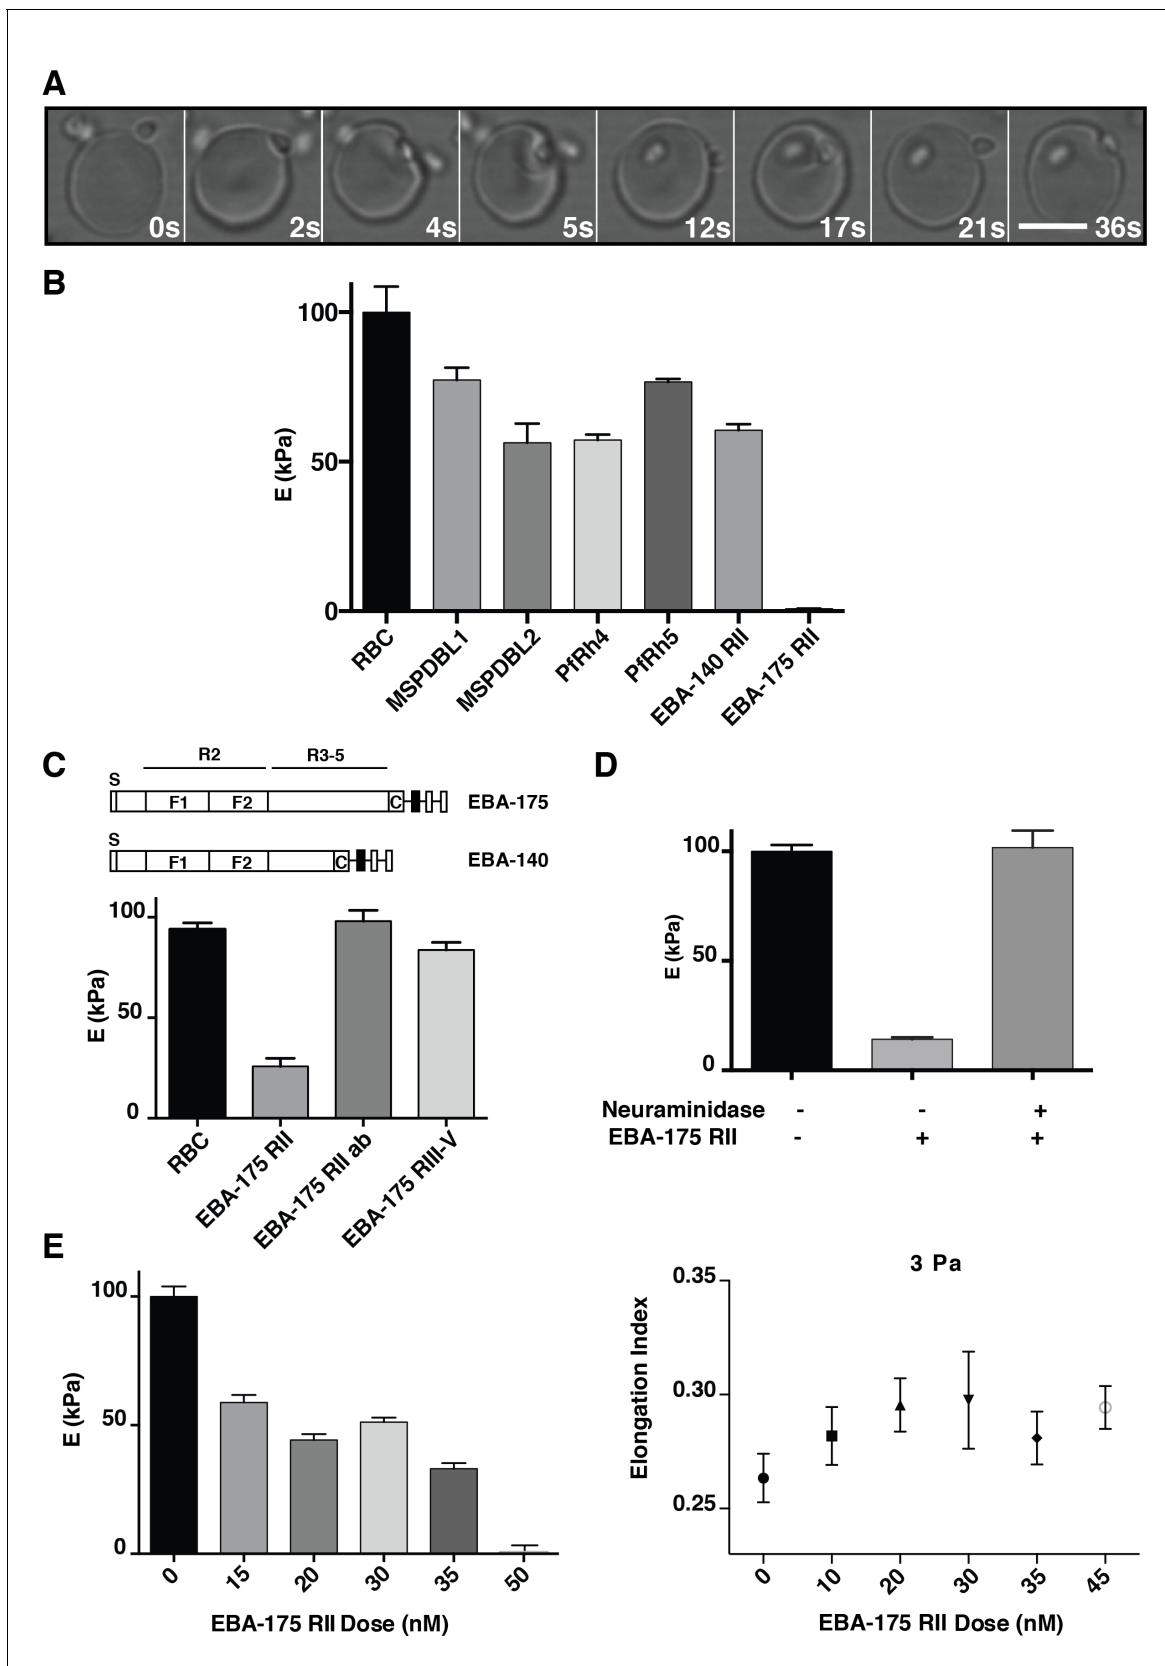 A
0s 2s 4s 5s 12s 17s 21s 36s
B
100
50
0
E (kPa)
RBC
MSPDBL1
MSPDBL2
PfRh4
PfRh5
EBA-140 RII
EBA-175 RII
C
R2 R3-5
S
F1 F2 C EBA-175
S
F1 F2 C EBA-140
100
50
0
E (kPa)
RBC
EBA-175 RII
EBA-175 RII ab
EBA-175 RIII-V
D
100
50
0
E (kPa)
Neuraminidase - - +
EBA-175 RII - + +
E
100
50
0
E (kPa)
0 15 20 30 35 50
EBA-175 RII Dose (nM)
3 Pa
0.35
0.30
0.25
Elongation Index
0 10 20 30 35 45
EBA-175 RII Dose (nM)